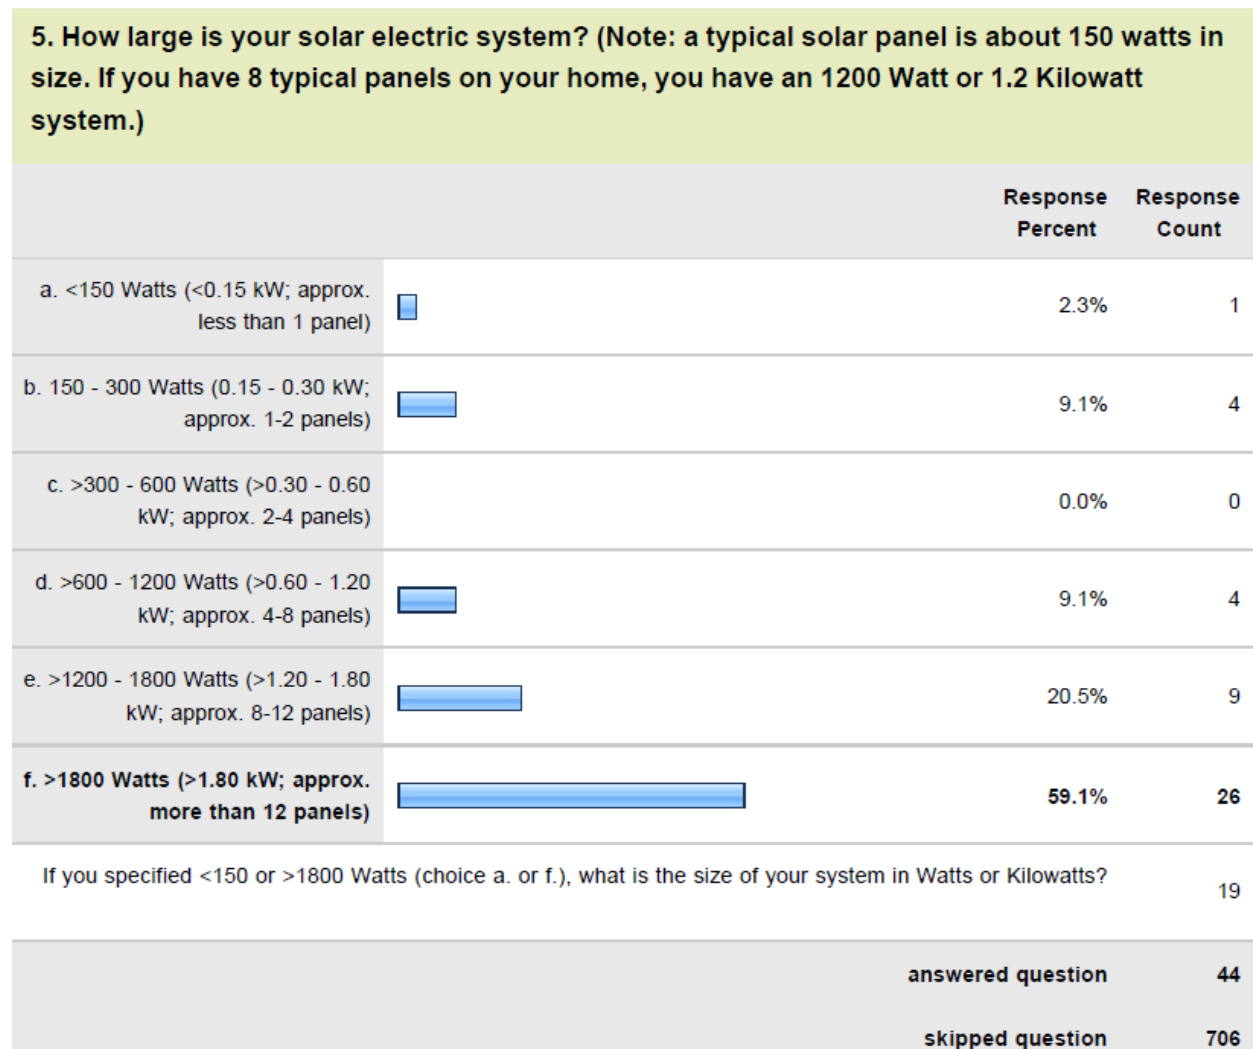 5. How large is your solar electric system? (Note: a typical solar panel is about 150 watts in
size. If you have 8 typical panels on your home, you have an 1200 Watt or 1.2 Kilowatt
system.)
Response Response
Percent Count
a. <150 Watts (<0.15 kW; approx.
less than 1 panel) 2.3% 1
b. 150 - 300 Watts (0.15 - 0.30 kW;
approx. 1-2 panels) 9.1% 4
c. >300 - 600 Watts (>0.30 - 0.60
kW; approx. 2-4 panels) 0.0% 0
d. >600 - 1200 Watts (>0.60 - 1.20
kW; approx. 4-8 panels) 9.1% 4
e. >1200 - 1800 Watts (>1.20 - 1.80
kW; approx. 8-12 panels) 20.5% 9
f. >1800 Watts (>1.80 kW; approx.
more than 12 panels) 59.1% 26
If you specified <150 or >1800 Watts (choice a. or f.), what is the size of your system in Watts or Kilowatts? 19
answered question 44
skipped question 706